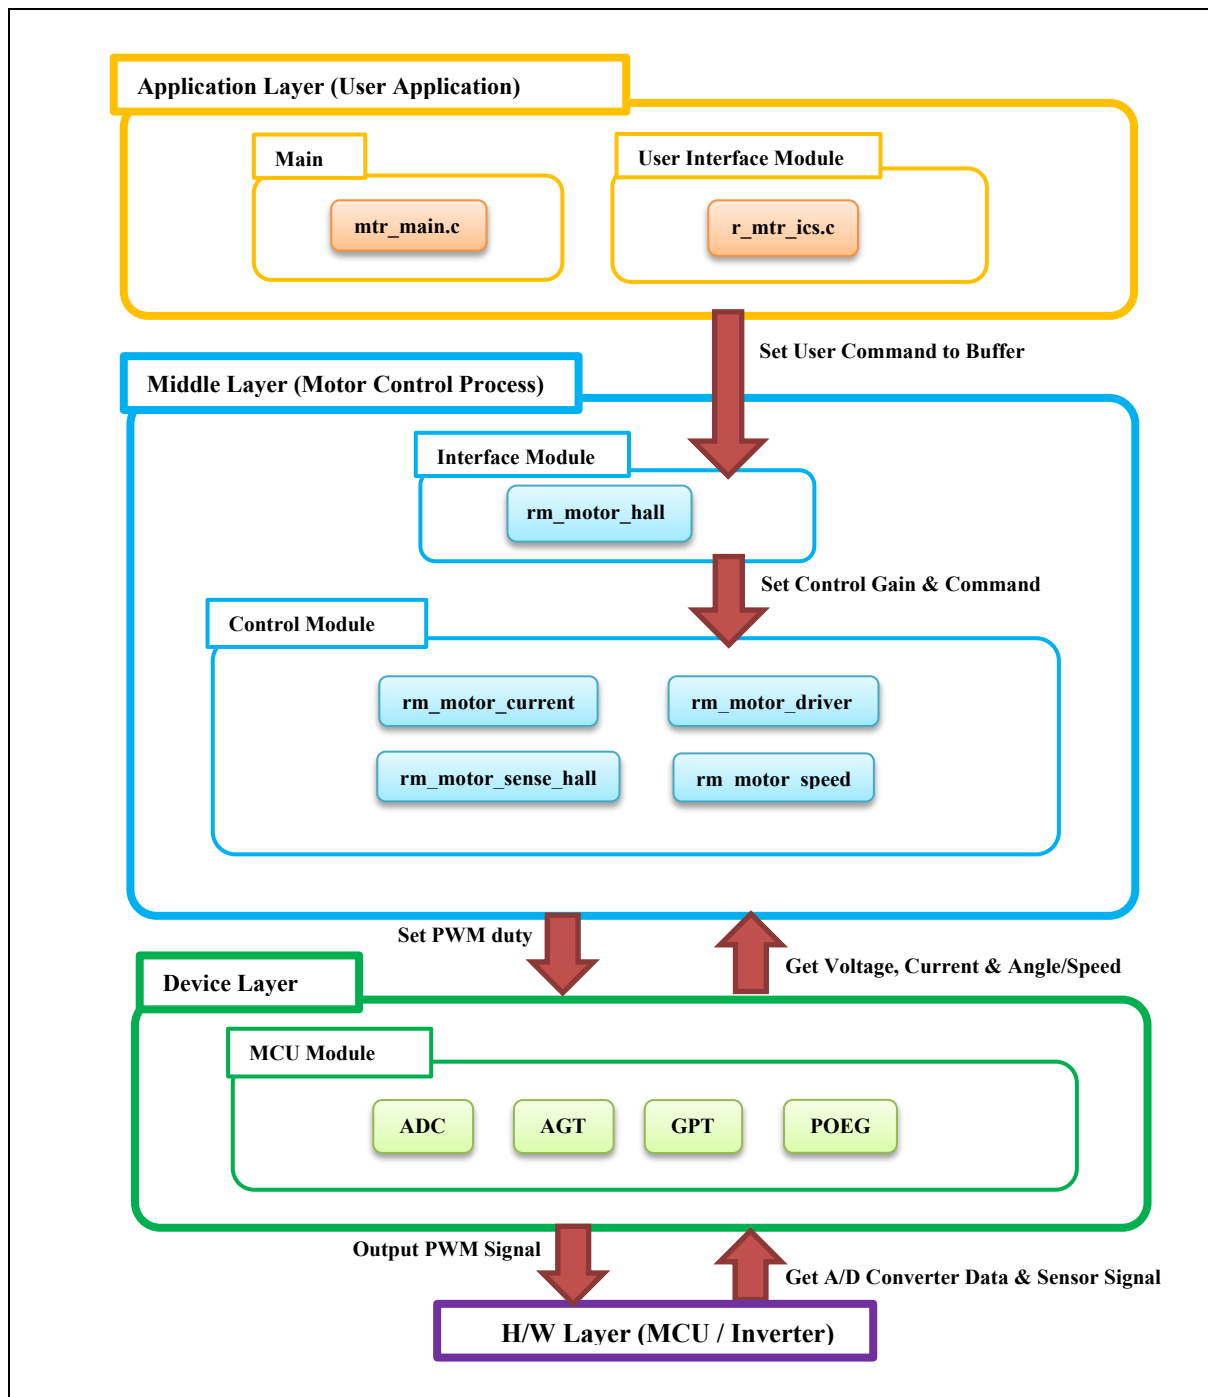 Application Layer (User Application)
Main
User Interface Module
mtr_main.c
r_mtr_ics.c
Set User Command to Buffer
Middle Layer (Motor Control Process)
Interface Module
rm_motor_hall
Set Control Gain & Command
Control Module
rm_motor_current
rm_motor_driver
rm_motor_sense_hall
rm_motor_speed
Set PWM duty
Get Voltage, Current & Angle/Speed
Device Layer
MCU Module
ADC
AGT
GPT
POEG
Output PWM Signal
Get A/D Converter Data & Sensor Signal
H/W Layer (MCU / Inverter)